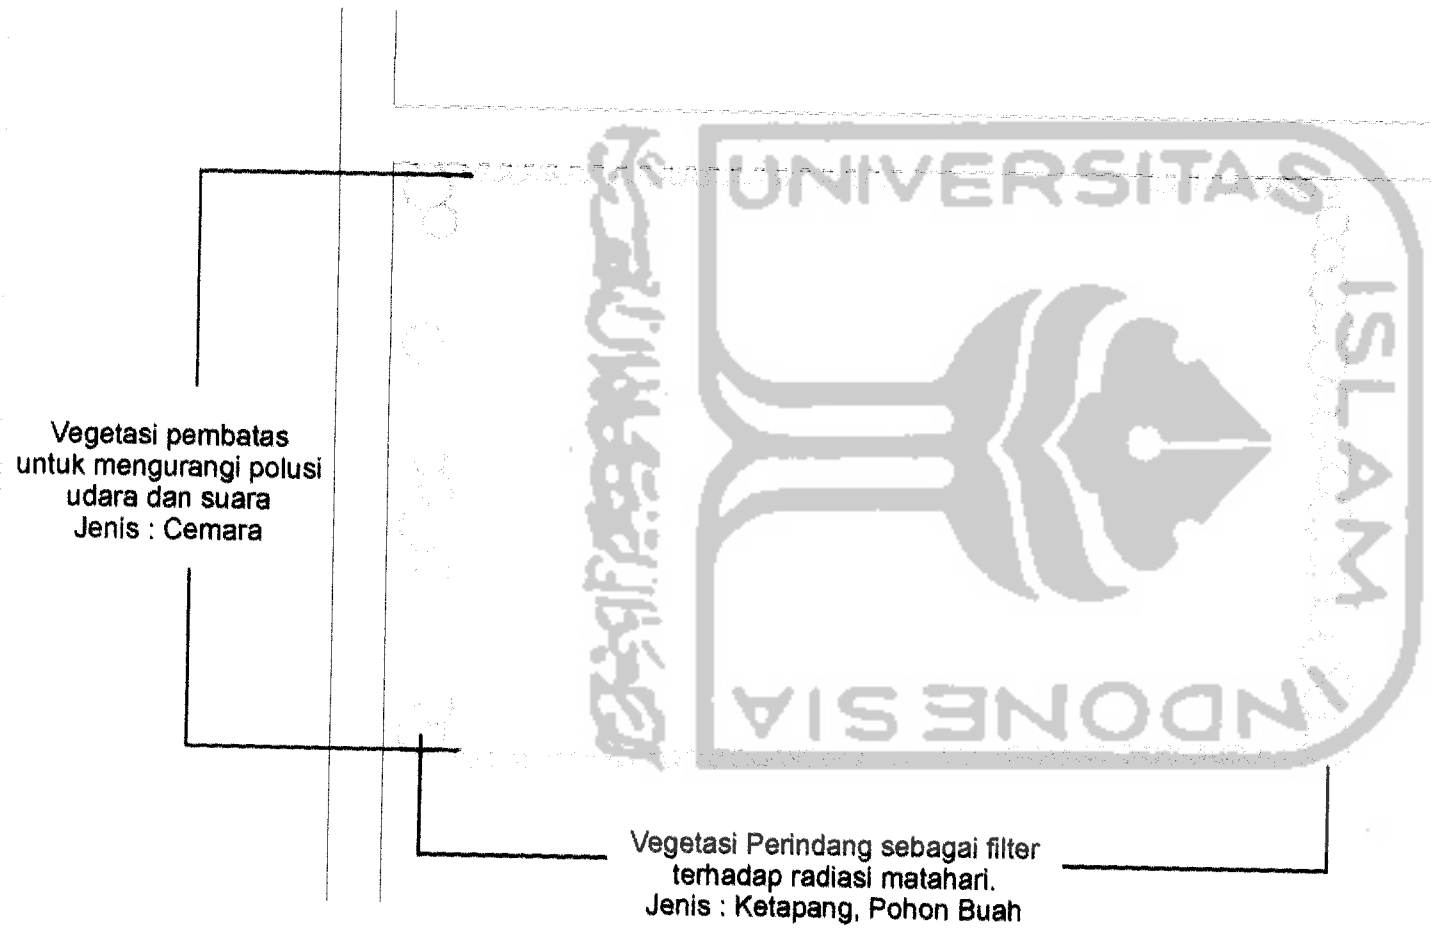 UNIVERSITAS
ISLAM
INDONESIA
Vegetasi pembatas
untuk mengurangi polusi
udara dan suara
Jenis : Cemara
Vegetasi Perindang sebagai filter
terhadap radiasi matahari.
Jenis : Ketapang, Pohon Buah